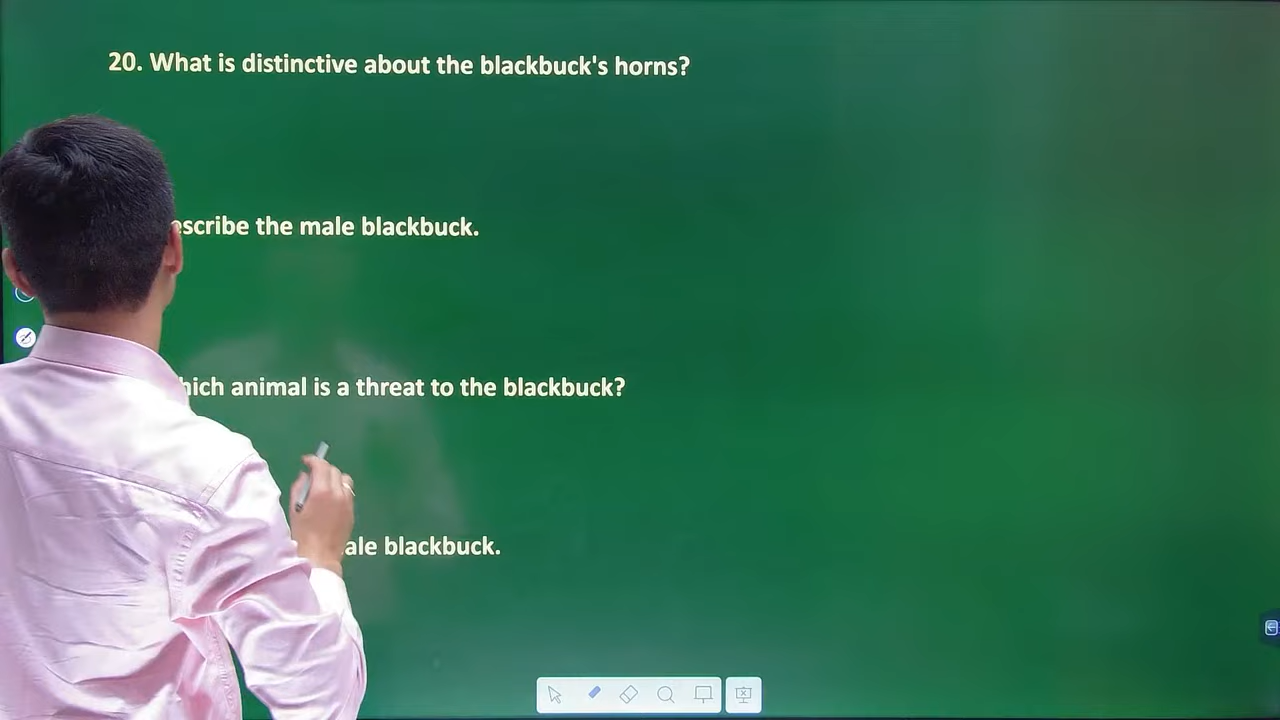 20. What is distinctive about the blackbuck's horns?
escribe the male blackbuck.
hich animal is a threat to the blackbuck?
ale blackbuck.